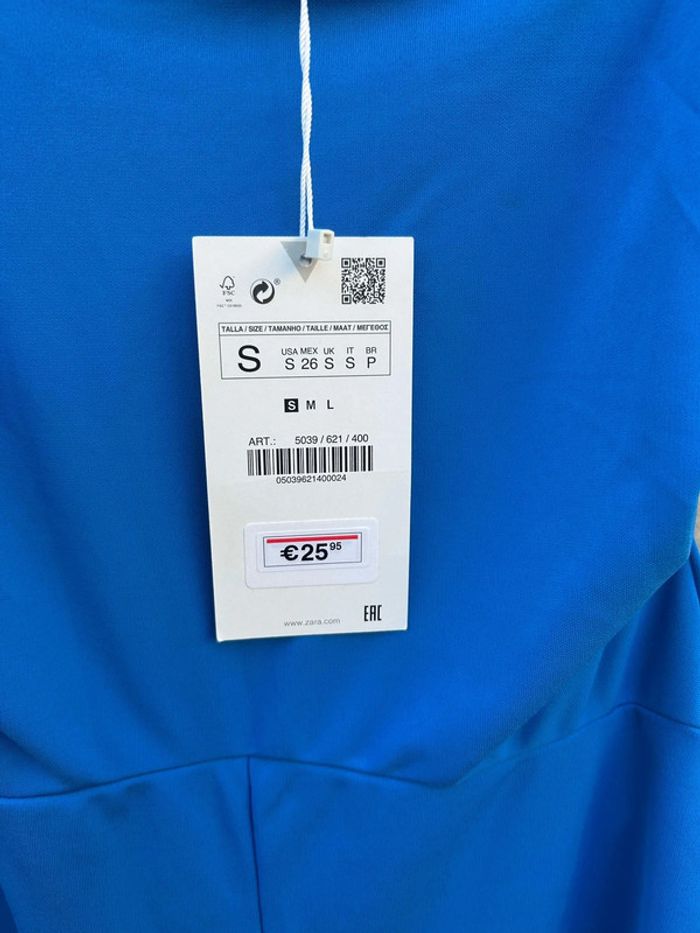 FSC
TALLA / SIZE / TAMANHO / TAILLE / MAAT / ΜΕΓΕΘΟΣ
S
USA MEX UK IT BR
S 26 S S P
S M L
ART.: 5039 / 621 / 400
05039621400024
€25 95
www.zara.com
EAC